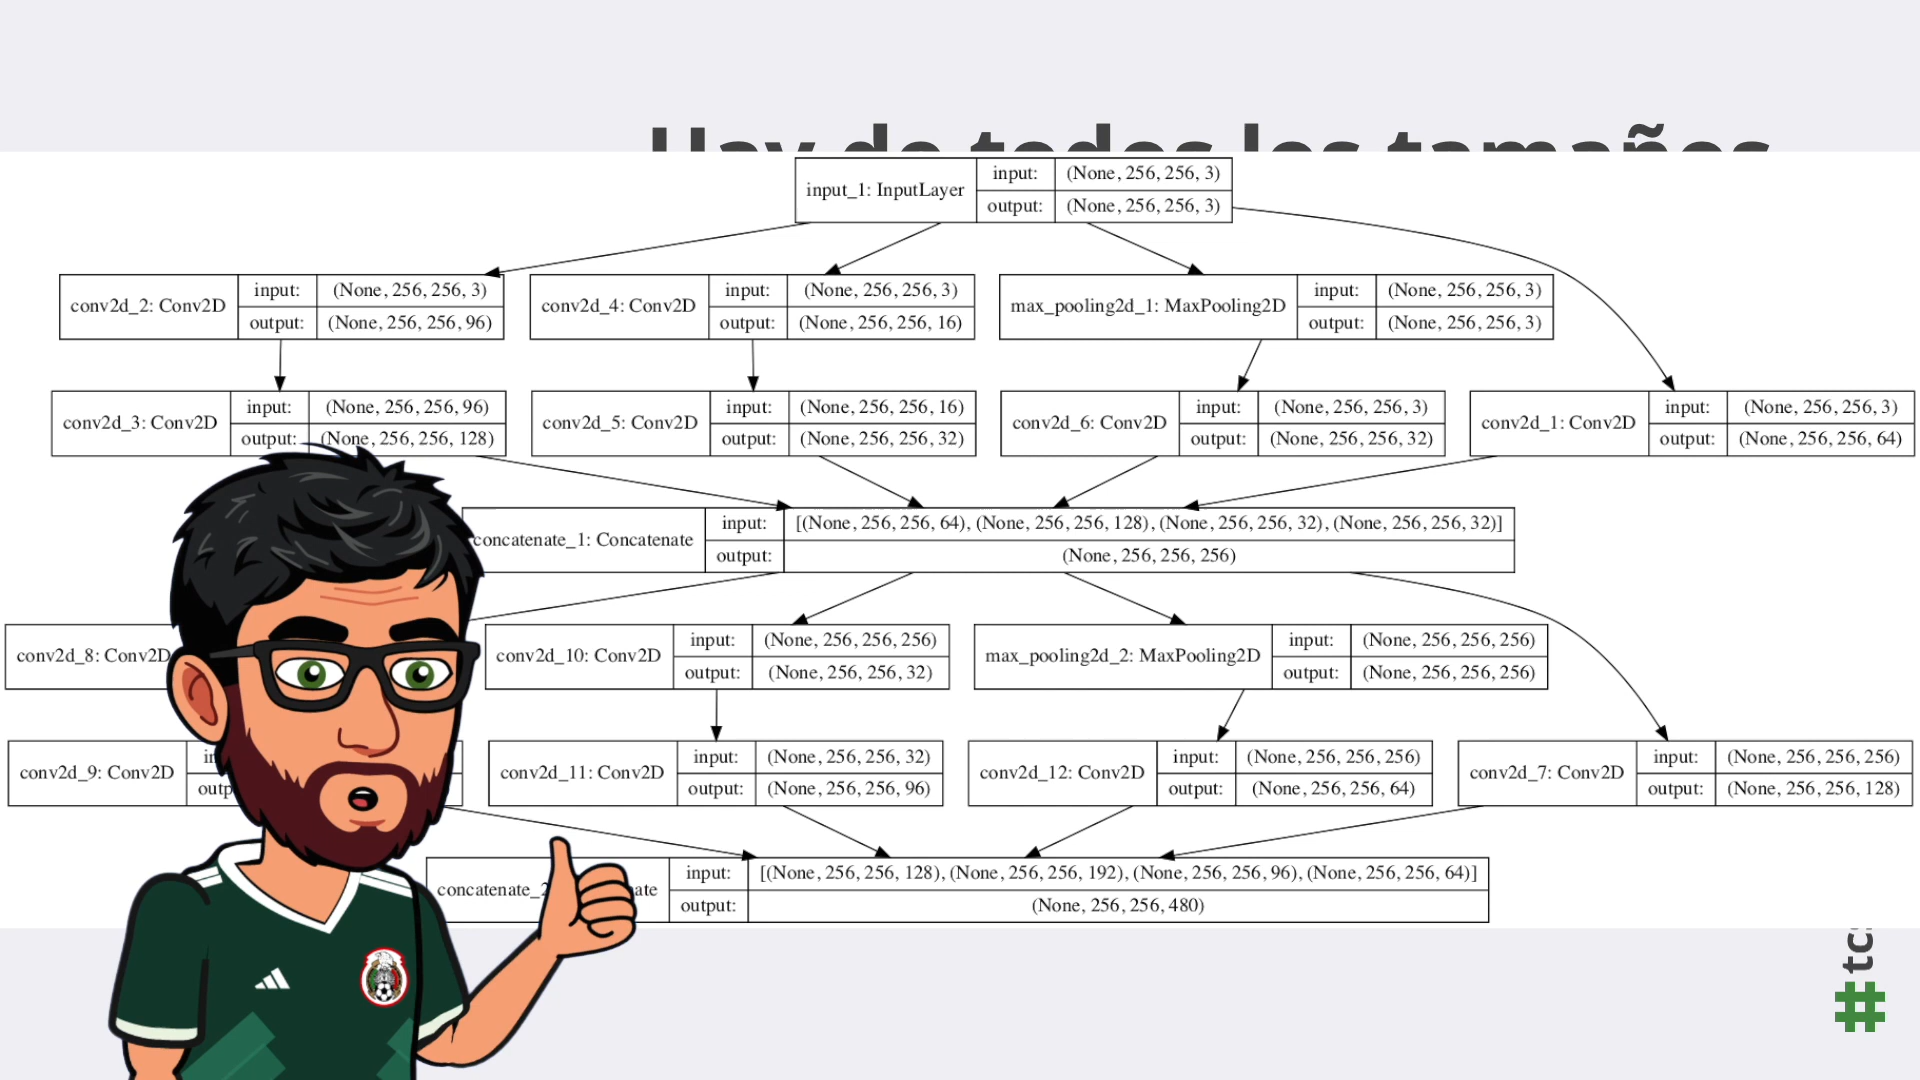 Hay de todos los tamaños
input_1: InputLayer
input: (None, 256, 256, 3)
output: (None, 256, 256, 3)
conv2d_2: Conv2D
input: (None, 256, 256, 3)
output: (None, 256, 256, 96)
conv2d_4: Conv2D
input: (None, 256, 256, 3)
output: (None, 256, 256, 16)
max_pooling2d_1: MaxPooling2D
input: (None, 256, 256, 3)
output: (None, 256, 256, 3)
conv2d_3: Conv2D
input: (None, 256, 256, 96)
output: (None, 256, 256, 128)
conv2d_5: Conv2D
input: (None, 256, 256, 16)
output: (None, 256, 256, 32)
conv2d_6: Conv2D
input: (None, 256, 256, 3)
output: (None, 256, 256, 32)
conv2d_1: Conv2D
input: (None, 256, 256, 3)
output: (None, 256, 256, 64)
concatenate_1: Concatenate
input: [(None, 256, 256, 64), (None, 256, 256, 128), (None, 256, 256, 32), (None, 256, 256, 32)]
output: (None, 256, 256, 256)
conv2d_8: Conv2D
conv2d_10: Conv2D
input: (None, 256, 256, 256)
output: (None, 256, 256, 32)
max_pooling2d_2: MaxPooling2D
input: (None, 256, 256, 256)
output: (None, 256, 256, 256)
conv2d_9: Conv2D
conv2d_11: Conv2D
input: (None, 256, 256, 32)
output: (None, 256, 256, 96)
conv2d_12: Conv2D
input: (None, 256, 256, 256)
output: (None, 256, 256, 64)
conv2d_7: Conv2D
input: (None, 256, 256, 256)
output: (None, 256, 256, 128)
input: [(None, 256, 256, 128), (None, 256, 256, 192), (None, 256, 256, 96), (None, 256, 256, 64)]
output: (None, 256, 256, 480)